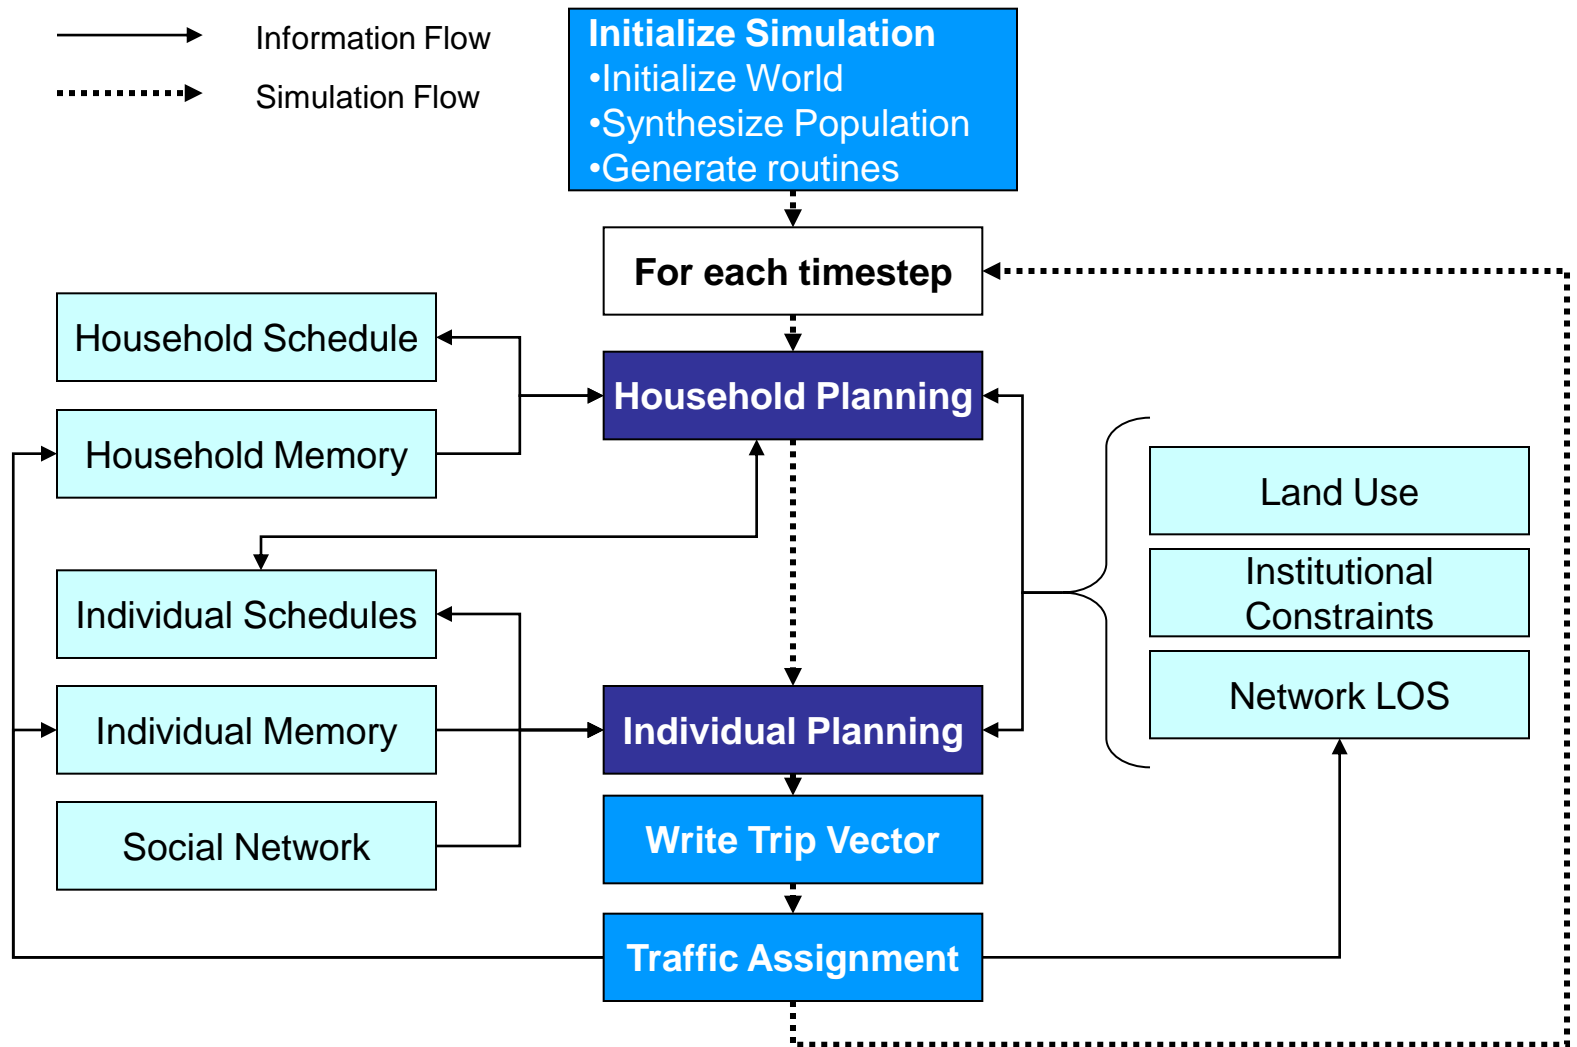 Information Flow
Simulation Flow
Initialize Simulation
•Initialize World
•Synthesize Population
•Generate routines
For each timestep
Household Schedule
Household Planning
Household Memory
Land Use
Institutional
Constraints
Individual Schedules
Network LOS
Individual Memory
Individual Planning
Social Network
Write Trip Vector
Traffic Assignment